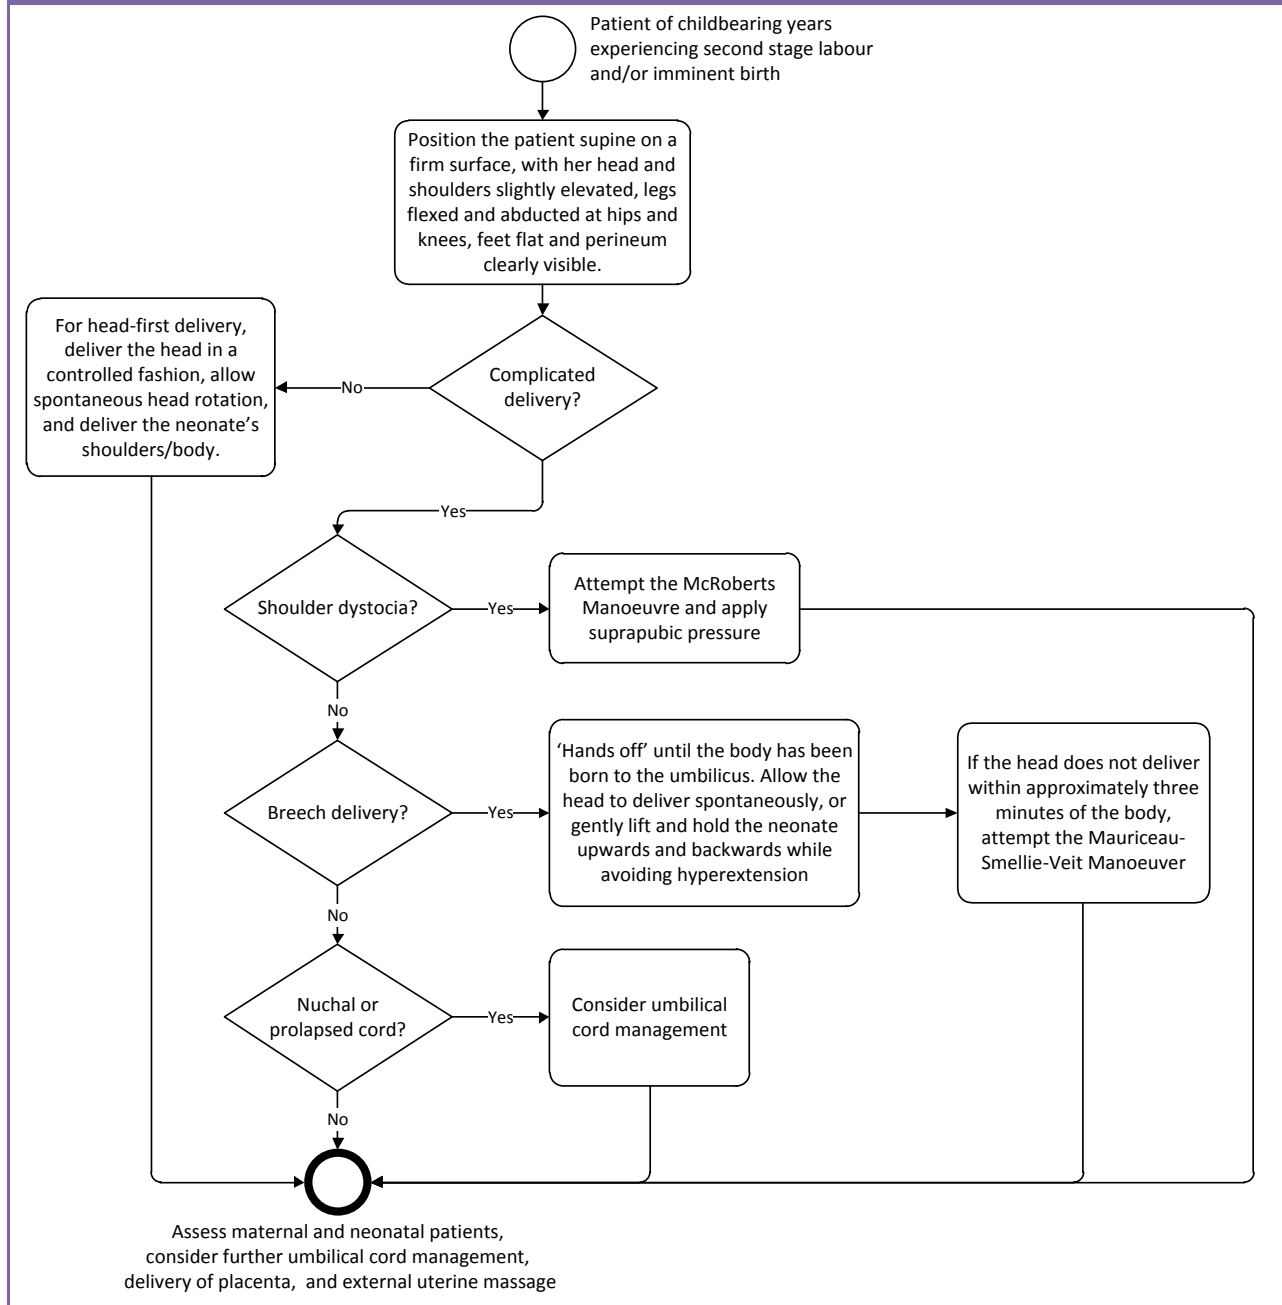 Patient of childbearing years
experiencing second stage labour
and/or imminent birth
Position the patient supine on a
firm surface, with her head and
shoulders slightly elevated, legs
flexed and abducted at hips and
knees, feet flat and perineum
clearly visible.
For head-first delivery,
deliver the head in a
controlled fashion, allow
spontaneous head rotation,
and deliver the neonate’s
shoulders/body.
No
Complicated
delivery?
Yes
Shoulder dystocia?
Yes
Attempt the McRoberts
Manoeuvre and apply
suprapubic pressure
No
Breech delivery?
Yes
‘Hands off’ until the body has been
born to the umbilicus. Allow the
head to deliver spontaneously, or
gently lift and hold the neonate
upwards and backwards while
avoiding hyperextension
If the head does not deliver
within approximately three
minutes of the body,
attempt the Mauriceau-
Smellie-Veit Manoeuver
No
Nuchal or
prolapsed cord?
Yes
Consider umbilical
cord management
No
Assess maternal and neonatal patients,
consider further umbilical cord management,
delivery of placenta,  and external uterine massage